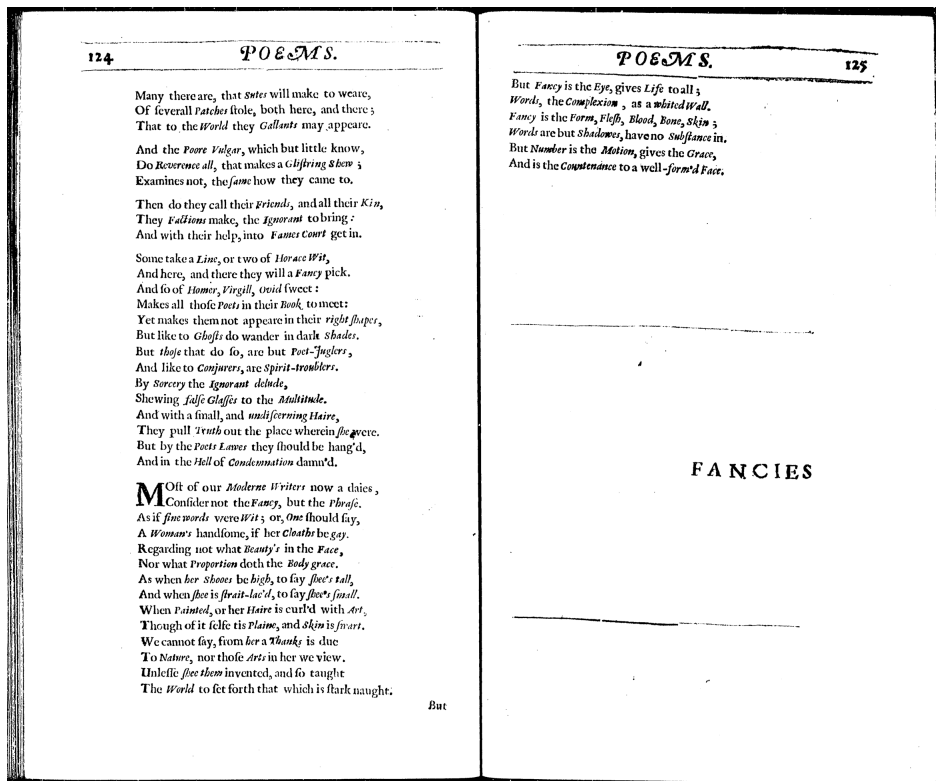 124 POEMS.
Many there are, that Sutes will make to weare,
Of severall Patches stole, both here, and there;
That to the World they Gallants may appeare.
And the Poore Vulgar, which but little know,
Do Reverence all, that makes a Glistring Shew;
Examines not, the same how they came to.
Then do they call their Friends, and all their Kin,
They Factions make, the Ignorant to bring:
And with their help, into Fames Court get in.
Some take a Line, or two of Horace Wit,
And here, and there they will a Fancy pick.
And so of Homer, Virgill, Ovid sweet:
Makes all those Poets in their Book to meet:
Yet makes them not appeare in their right shapes,
But like to Ghosts do wander in dark Shades.
But those that do so, are but Poet-Juglers,
And like to Conjurers, are Spirit-troublers.
By Sorcery the Ignorant delude,
Shewing false Glasses to the Multitude.
And with a small, and undiscerning Haire,
They pull Truth out the place wherein she were.
But by the Poets Lawes they should be hang'd,
And in the Hell of Condemnation damn'd.
MOst of our Moderne Writers now a daies,
Consider not the Fancy, but the Phrase.
As if fine words were Wit; or, One should say,
A Woman's handsome, if her Cloaths be gay.
Regarding not what Beauty's in the Face,
Nor what Proportion doth the Body grace.
As when her Shooes be high, to say shee's tall,
And when shee is strait-lac'd, to say shee's small.
When Painted, or her Haire is curl'd with Art,
Though of it selfe tis Plaine, and Skin is swart.
We cannot say, from her a Thanks is due
To Nature, nor those Arts in her we view.
Unlesse shee them invented, and so taught
The World to set forth that which is stark naught.
But
POEMS. 125
But Fancy is the Eye, gives Life to all;
Words, the Complexion, as a whited Wall.
Fancy is the Form, Flesh, Blood, Bone, Skin;
Words are but Shadowes, have no Substance in.
But Number is the Motion, gives the Grace,
And is the Countenance to a well-form'd Face.
FANCIES